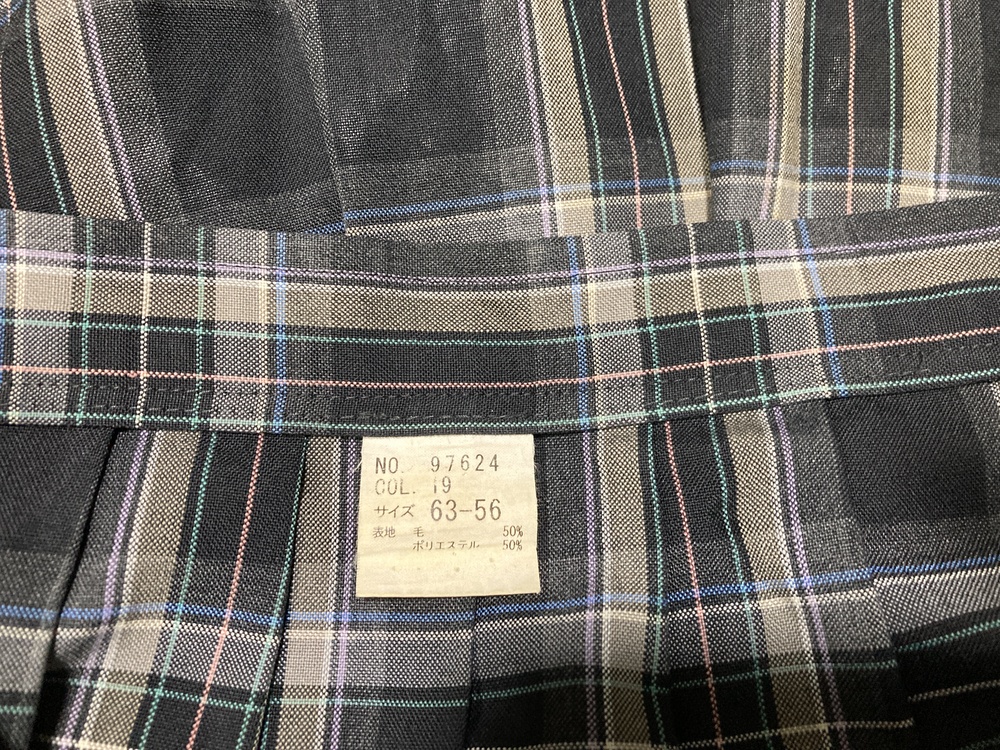 NO. 97624
COL. 19
サイズ 63-56
表地 毛 50%
ポリエステル 50%